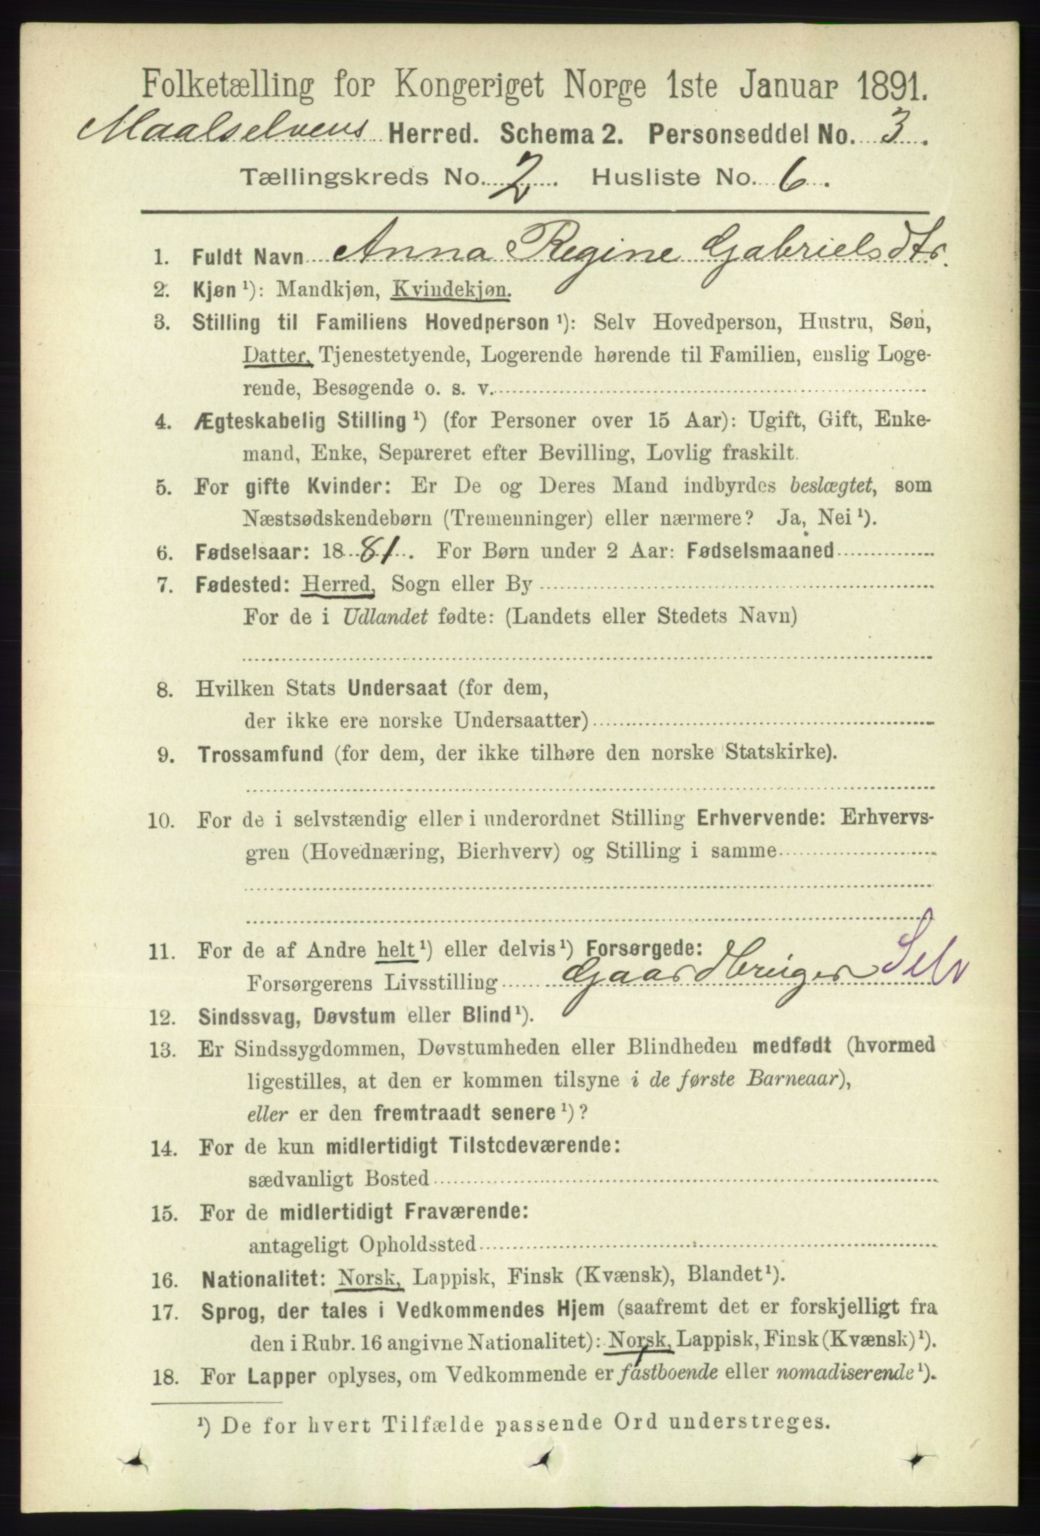 Folketælling for Kongeriget Norge 1ste Januar 1891.
Maalselvens Herred. Schema 2. Personseddel No. 3.
Tællingskreds No. 2. Husliste No. 6.
1. Fuldt Navn Anna Regine Gabrielsdtr.
2. Kjøn ¹): Mandkjøn, Kvindekjøn.
3. Stilling til Familiens Hovedperson ¹): Selv Hovedperson, Hustru, Søn,
Datter, Tjenestetyende, Logerende hørende til Familien, enslig Loge-
rende, Besøgende o. s. v.
4. Ægteskabelig Stilling ¹) (for Personer over 15 Aar): Ugift, Gift, Enke-
mand, Enke, Separeret efter Bevilling, Lovlig fraskilt.
5. For gifte Kvinder: Er De og Deres Mand indbyrdes beslægtet, som
Næstsødskendebørn (Tremenninger) eller nærmere? Ja, Nei ¹).
6. Fødselsaar: 1881. For Børn under 2 Aar: Fødselsmaaned
7. Fødested: Herred, Sogn eller By
For de i Udlandet fødte: (Landets eller Stedets Navn)
8. Hvilken Stats Undersaat (for dem,
der ikke ere norske Undersaatter)
9. Trossamfund (for dem, der ikke tilhøre den norske Statskirke).
10. For de i selvstændig eller i underordnet Stilling Erhvervende: Erhvervs-
gren (Hovednæring, Bierhverv) og Stilling i samme
11. For de af Andre helt ¹) eller delvis ¹) Forsørgede:
Forsørgerens Livsstilling Gaardbruger Selv
12. Sindssvag, Døvstum eller Blind ¹).
13. Er Sindssygdommen, Døvstumheden eller Blindheden medfødt (hvormed
ligestilles, at den er kommen tilsyne i de første Barneaar),
eller er den fremtraadt senere ¹)?
14. For de kun midlertidigt Tilstedeværende:
sædvanligt Bosted
15. For de midlertidigt Fraværende:
antageligt Opholdssted
16. Nationalitet: Norsk, Lappisk, Finsk (Kvænsk), Blandet ¹).
17. Sprog, der tales i Vedkommendes Hjem (saafremt det er forskjelligt fra
den i Rubr. 16 angivne Nationalitet): Norsk, Lappisk, Finsk (Kvænsk) ¹).
18. For Lapper oplyses, om Vedkommende er fastboende eller nomadiserende ¹).
¹) De for hvert Tilfælde passende Ord understreges.